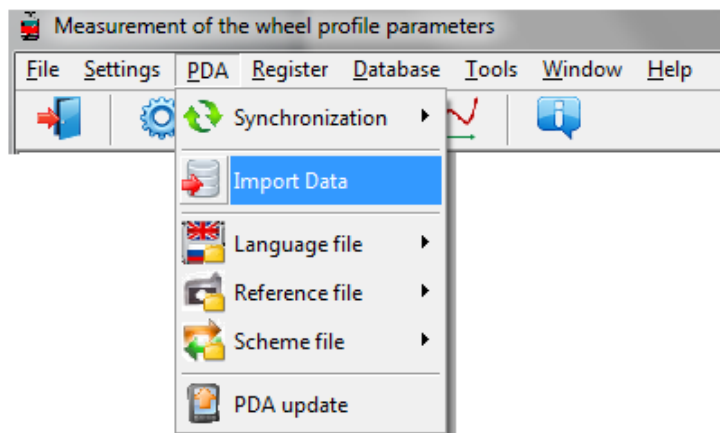 Measurement of the wheel profile parameters
File Settings PDA Register Database Tools Window Help
Synchronization
Import Data
Language file
Reference file
Scheme file
PDA update